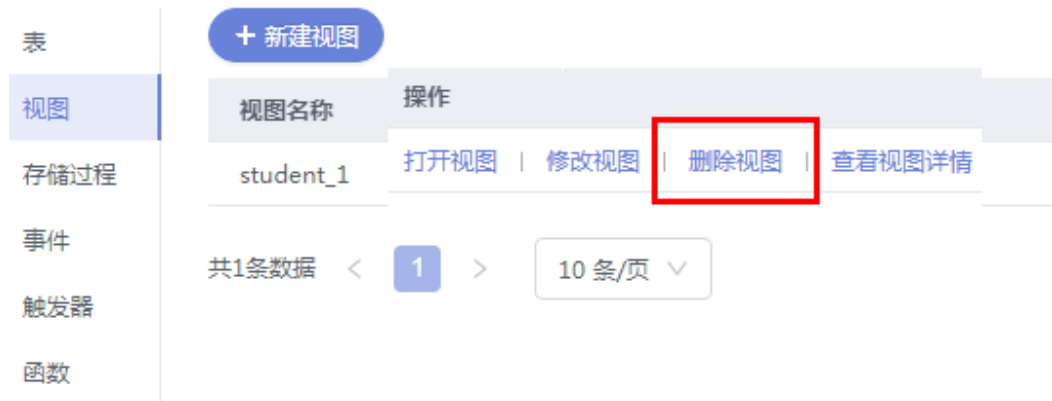 表
视图
存储过程
事件
触发器
函数
+ 新建视图
视图名称 操作
student_1 打开视图 | 修改视图 | 删除视图 | 查看视图详情
共1条数据 < 1 > 10 条/页